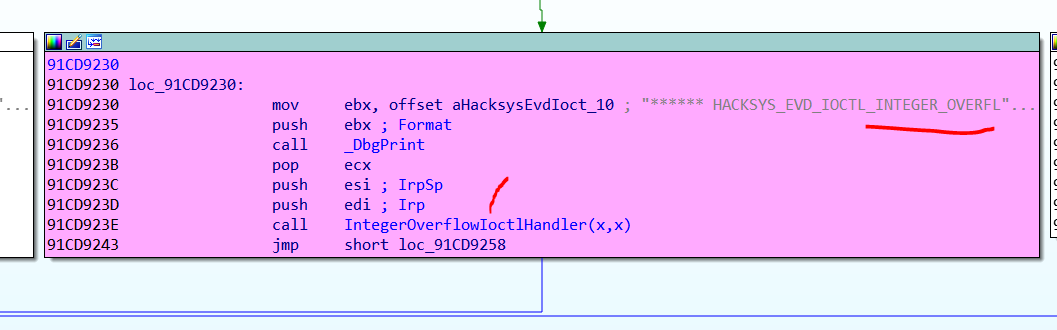 91CD9230
91CD9230 loc_91CD9230:
"... 91CD9230 mov ebx, offset aHacksysEvdIoct_10 ; "****** HACKSYS_EVD_IOCTL_INTEGER_OVERFL"...
91CD9235 push ebx ; Format
91CD9236 call _DbgPrint
91CD923B pop ecx
91CD923C push esi ; IrpSp
91CD923D push edi ; Irp
91CD923E call IntegerOverflowIoctlHandler(x,x)
91CD9243 jmp short loc_91CD9258